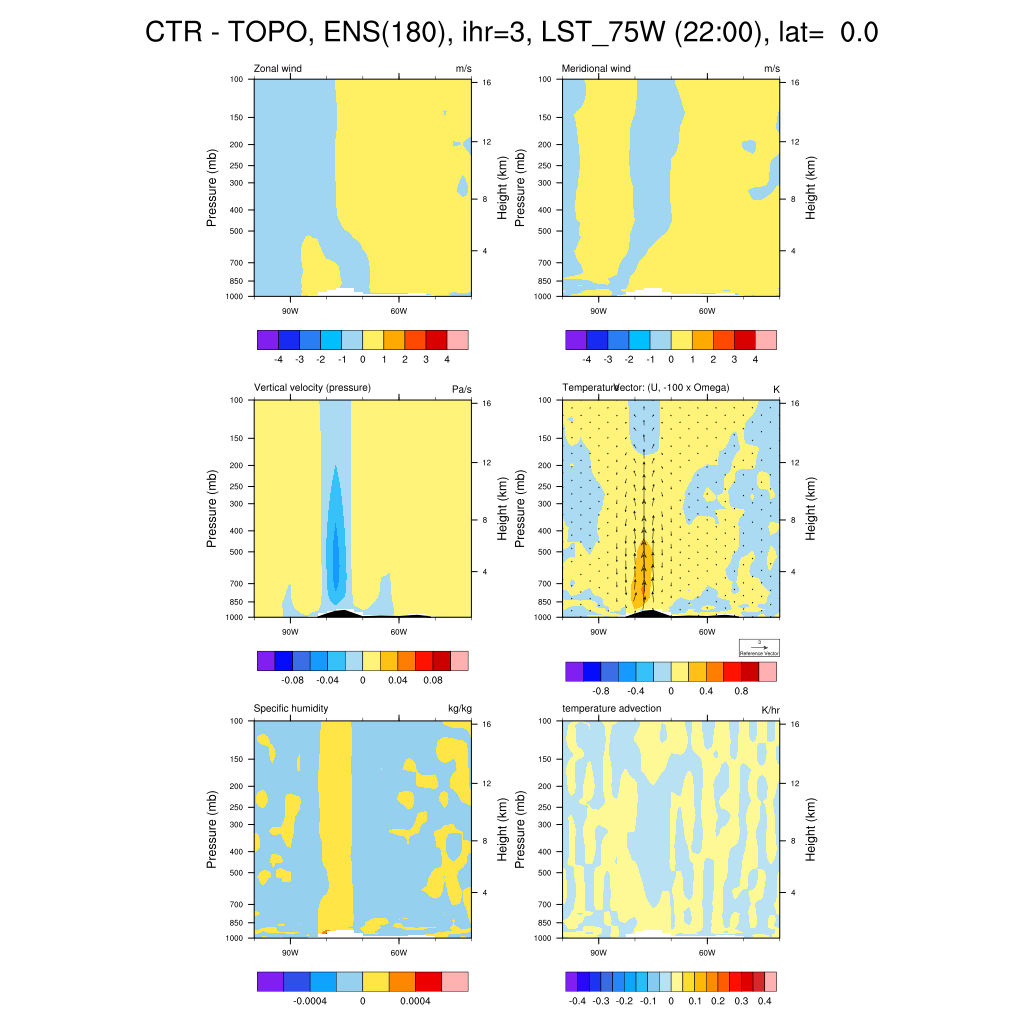 CTR - TOPO, ENS(180), ihr=3, LST_75W (22:00), lat= 0.0
Zonal wind m/s
Pressure (mb)
100
150
200
250
300
400
500
700
850
1000
16
12
8
4
Height (km)
90W 60W
-4 -3 -2 -1 0 1 2 3 4
Meridional wind m/s
Pressure (mb)
100
150
200
250
300
400
500
700
850
1000
16
12
8
4
Height (km)
90W 60W
-4 -3 -2 -1 0 1 2 3 4
Vertical velocity (pressure) Pa/s
Pressure (mb)
100
150
200
250
300
400
500
700
850
1000
16
12
8
4
Height (km)
90W 60W
-0.08 -0.04 0 0.04 0.08
Temperature Vector: (U, -100 x Omega) K
Pressure (mb)
100
150
200
250
300
400
500
700
850
1000
16
12
8
4
Height (km)
90W 60W
3
Reference Vector
-0.8 -0.4 0 0.4 0.8
Specific humidity kg/kg
Pressure (mb)
100
150
200
250
300
400
500
700
850
1000
16
12
8
4
Height (km)
90W 60W
-0.0004 0 0.0004
temperature advection K/hr
Pressure (mb)
100
150
200
250
300
400
500
700
850
1000
16
12
8
4
Height (km)
90W 60W
-0.4 -0.3 -0.2 -0.1 0 0.1 0.2 0.3 0.4